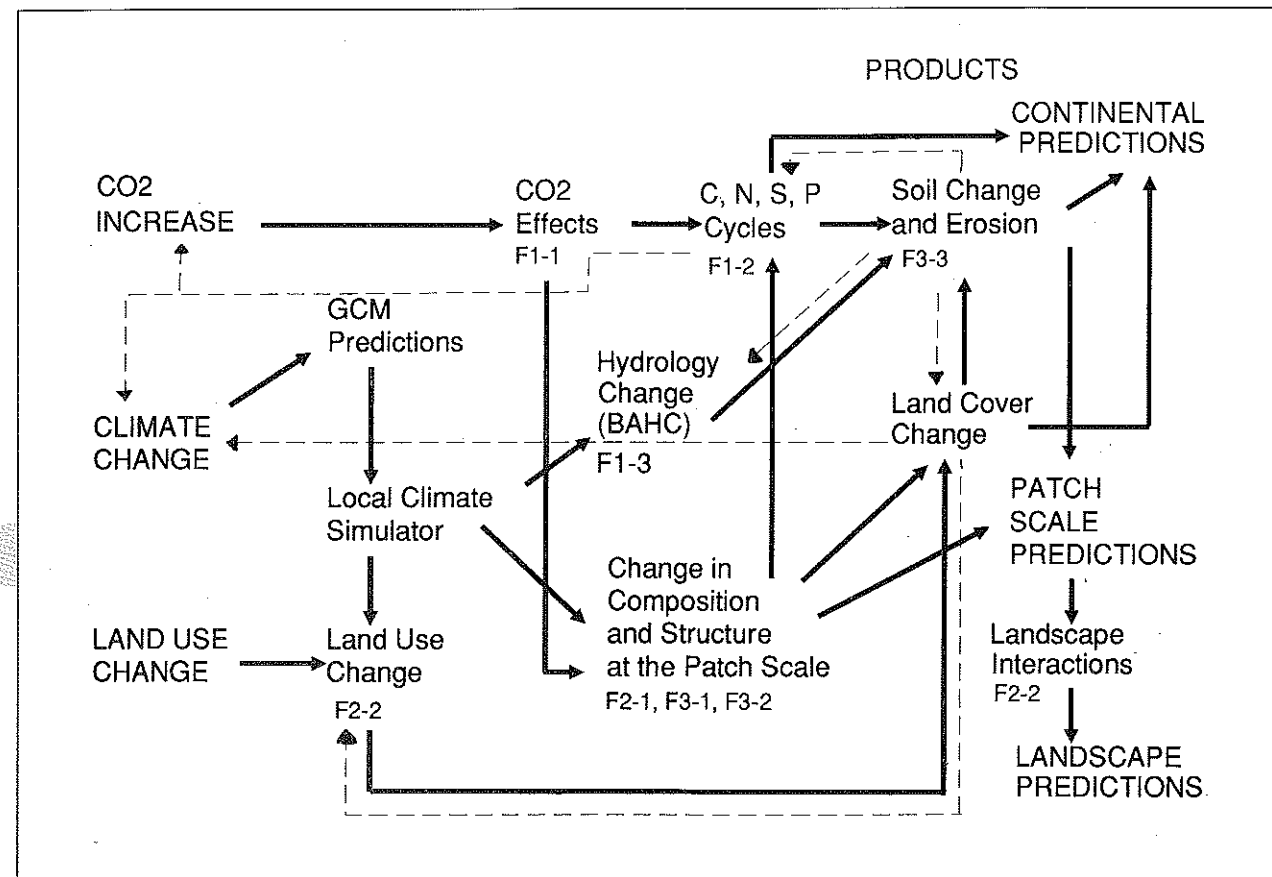 PRODUCTS
CONTINENTAL
PREDICTIONS
CO2
INCREASE
CO2
Effects
F1-1
C, N, S, P
Cycles
F1-2
Soil Change
and Erosion
F3-3
GCM
Predictions
Hydrology
Change
(BAHC)
F1-3
Land Cover
Change
CLIMATE
CHANGE
Local Climate
Simulator
PATCH
SCALE
PREDICTIONS
Change in
Composition
and Structure
at the Patch Scale
F2-1, F3-1, F3-2
LAND USE
CHANGE
Land Use
Change
F2-2
Landscape
Interactions
F2-2
LANDSCAPE
PREDICTIONS